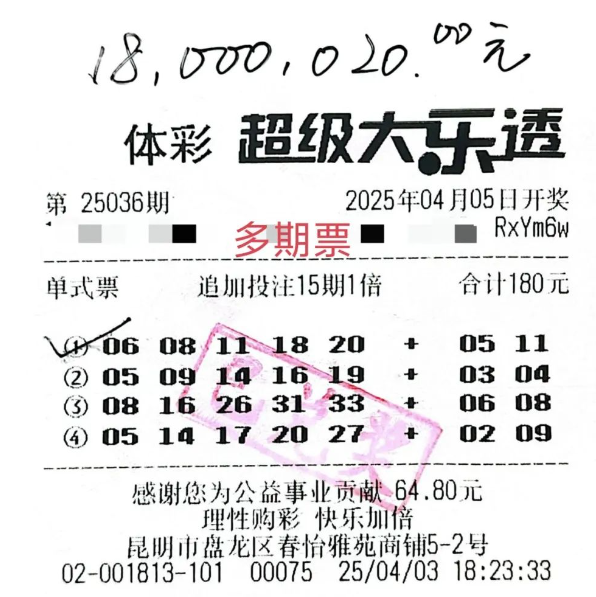 18,000,020.00元
体彩 超级大乐透
第 25036期 2025年04月05日开奖
多期票 RxYm6w
单式票 追加投注15期1倍 合计180元
① 06 08 11 18 20 + 05 11
② 05 09 14 16 19 + 03 04
③ 08 16 26 31 33 + 06 08
④ 05 14 17 20 27 + 02 09
已兑奖
感谢您为公益事业贡献 64.80元
理性购彩 快乐加倍
昆明市盘龙区春怡雅苑商铺5-2号
02-001813-101 00075 25/04/03 18:23:33